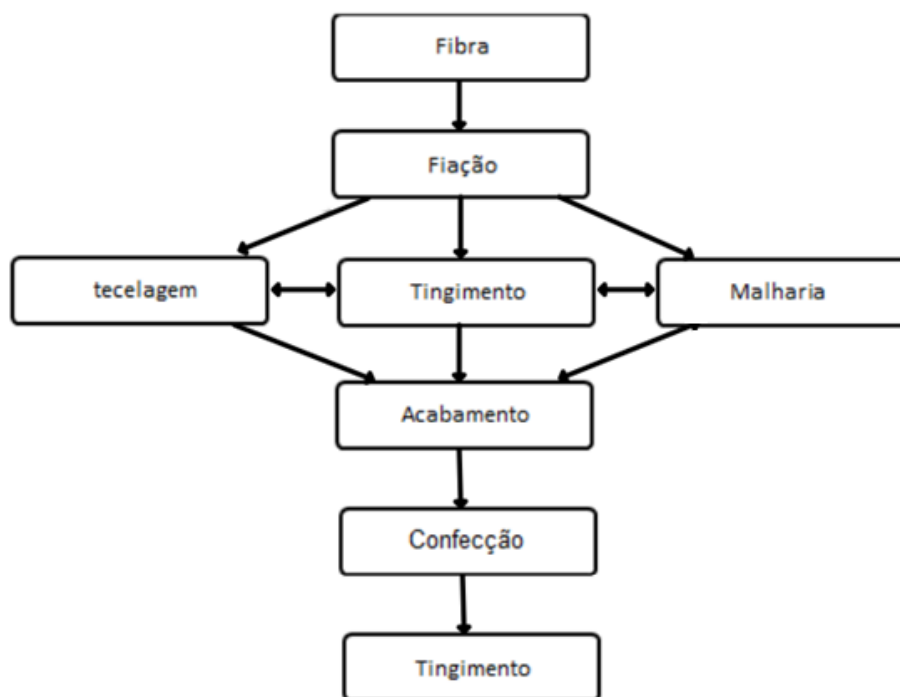 Fibra
Fiação
tecelagem
Tingimento
Malharia
Acabamento
Confecção
Tingimento